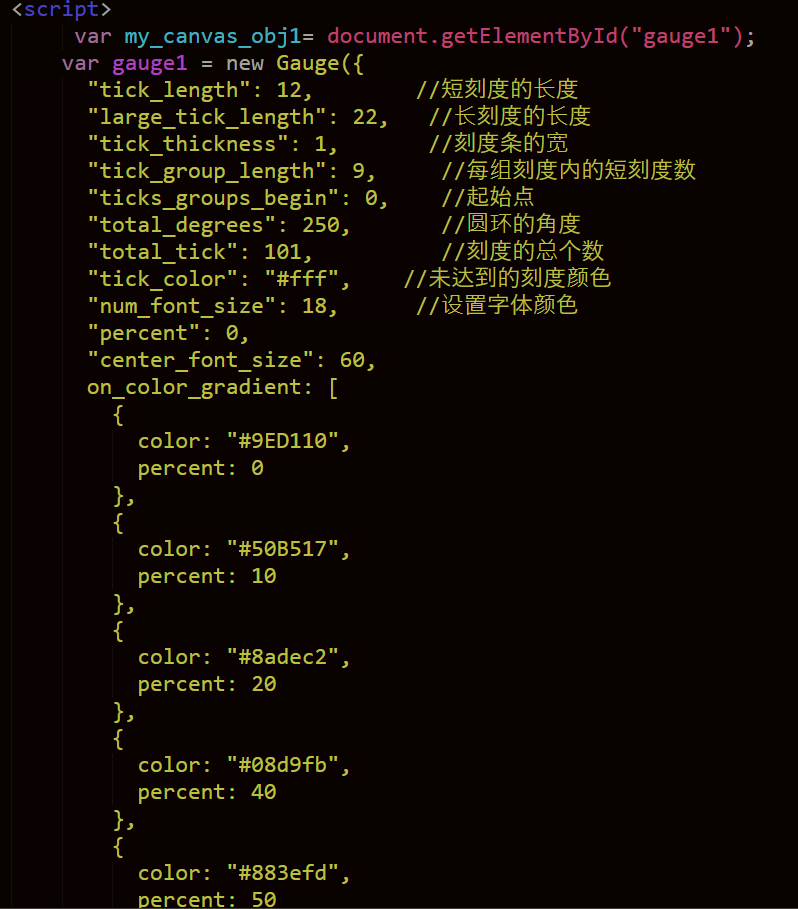 <script>
var my_canvas_obj1= document.getElementById("gauge1");
var gauge1 = new Gauge({
"tick_length": 12, //短刻度的长度
"large_tick_length": 22, //长刻度的长度
"tick_thickness": 1, //刻度条的宽
"tick_group_length": 9, //每组刻度内的短刻度数
"ticks_groups_begin": 0, //起始点
"total_degrees": 250, //圆环的角度
"total_tick": 101, //刻度的总个数
"tick_color": "#fff", //未达到的刻度颜色
"num_font_size": 18, //设置字体颜色
"percent": 0,
"center_font_size": 60,
on_color_gradient: [
{
color: "#9ED110",
percent: 0
},
{
color: "#50B517",
percent: 10
},
{
color: "#8adec2",
percent: 20
},
{
color: "#08d9fb",
percent: 40
},
{
color: "#883efd",
percent: 50